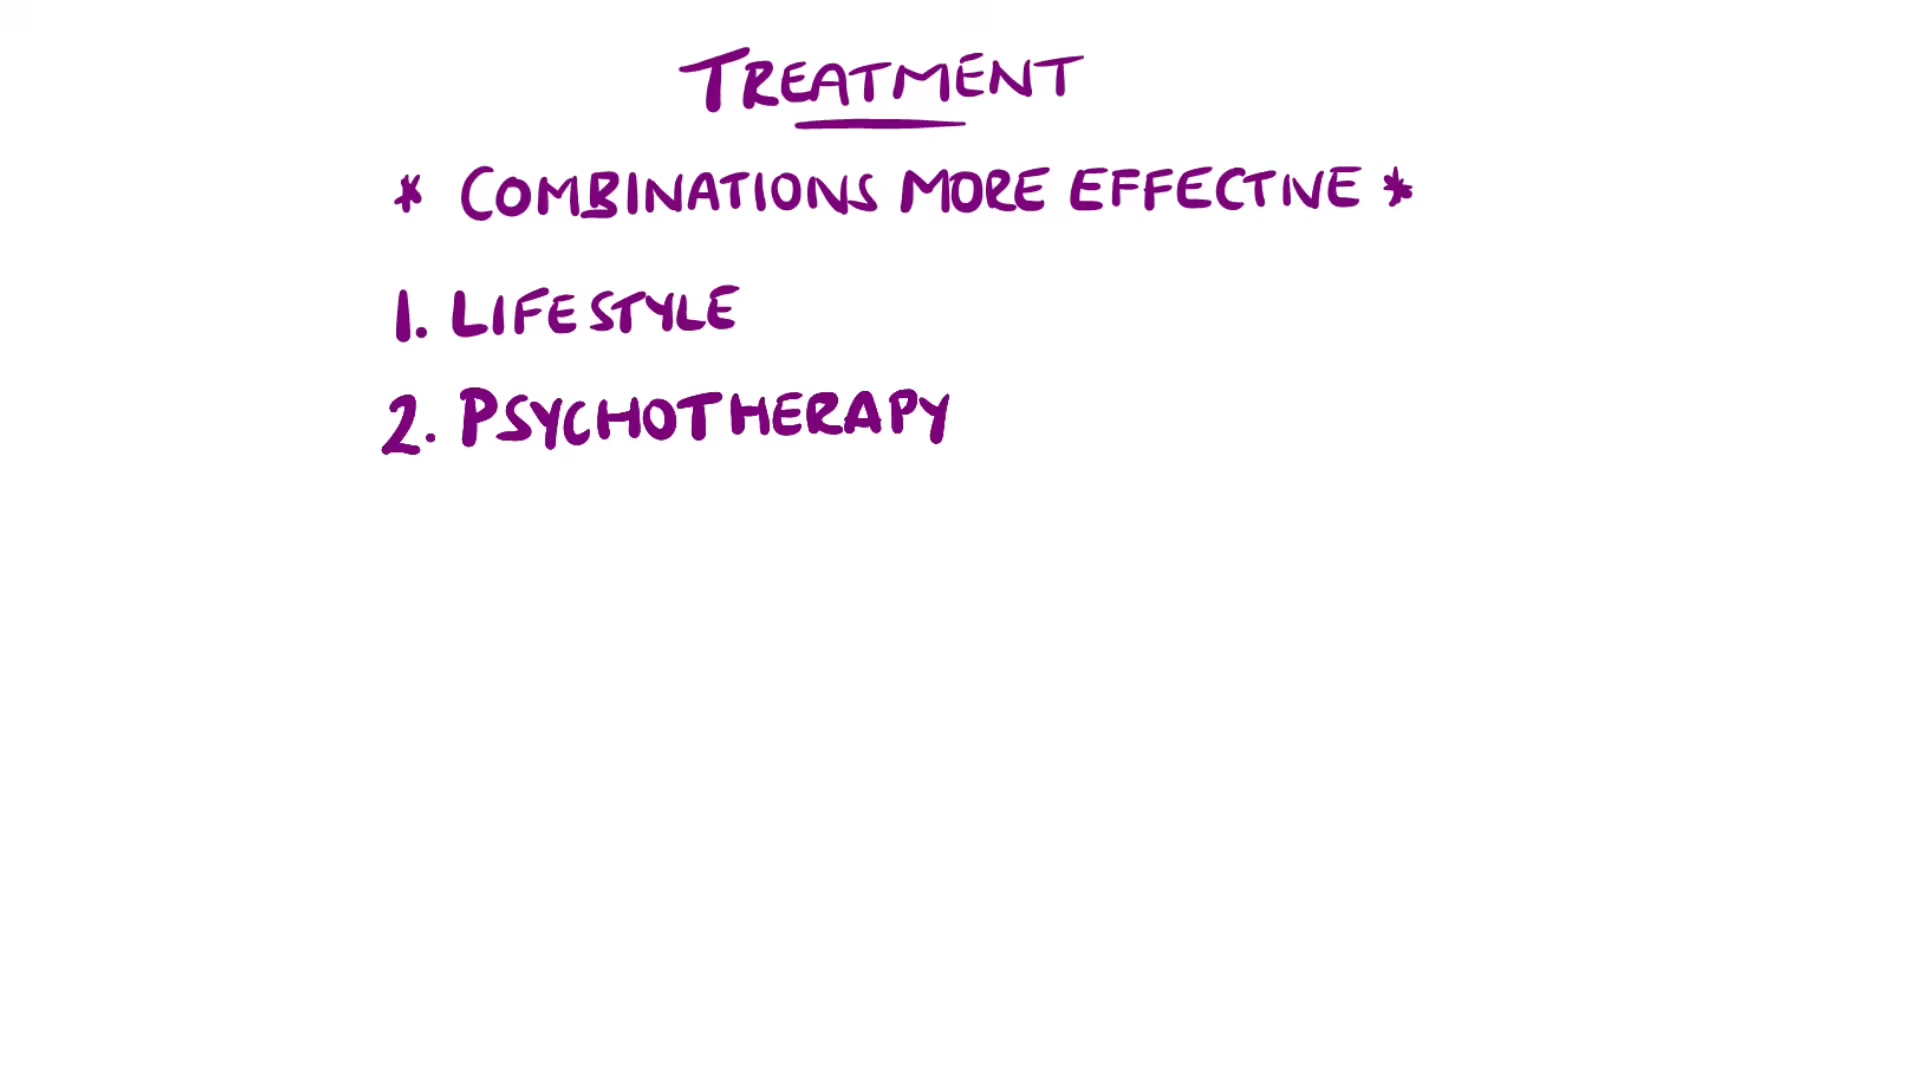 TREATMENT
* COMBINATIONS MORE EFFECTIVE *
1. LIFESTYLE
2. PSYCHOTHERAPY